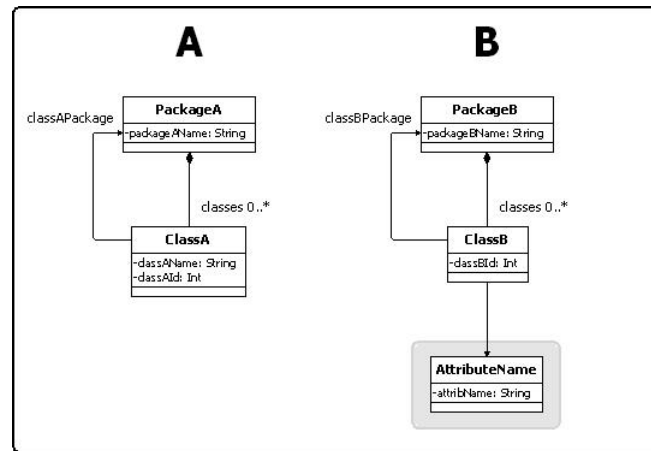 A
B
PackageA
-packageAName: String
classAPackage
classes 0..*
ClassA
-classAName: String
-classAId: Int
PackageB
-packageBName: String
classBPackage
classes 0..*
ClassB
-classBId: Int
AttributeName
-attribName: String